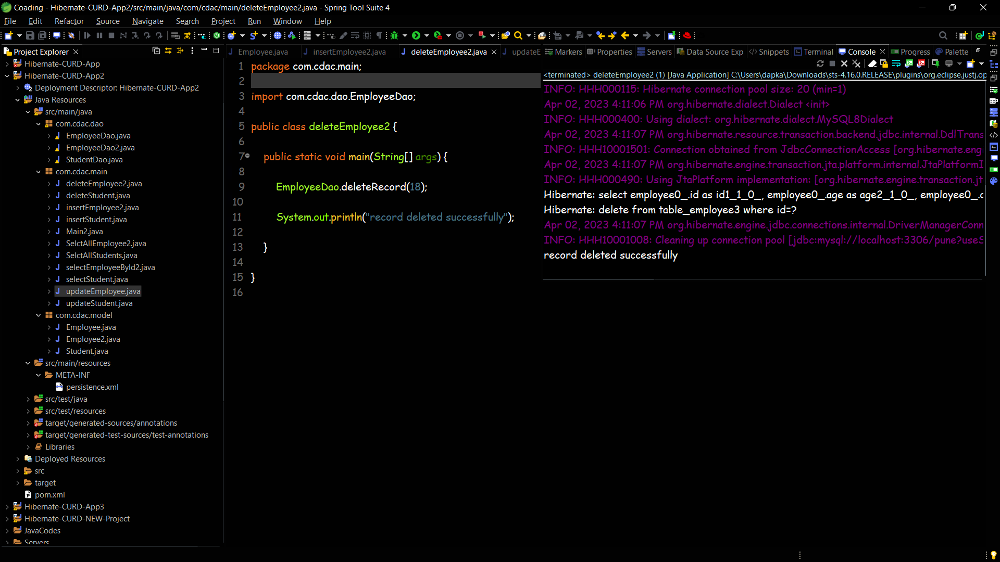 Coading - Hibernate-CURD-App2/src/main/java/com/cdac/main/deleteEmployee2.java - Spring Tool Suite 4
File Edit Refactor Source Navigate Search Project Run Window Help
Project Explorer
Hibernate-CURD-App
Hibernate-CURD-App2
Deployment Descriptor: Hibernate-CURD-App2
Java Resources
src/main/java
com.cdac.dao
EmployeeDao.java
EmployeeDao2.java
StudentDao.java
com.cdac.main
deleteEmployee2.java
deleteStudent.java
insertEmployee2.java
insertStudent.java
Main2.java
SelctAllEmployee2.java
SelctAllStudents.java
selectEmployeeById2.java
selectStudent.java
updateEmployee.java
updateStudent.java
com.cdac.model
Employee.java
Employee2.java
Student.java
src/main/resources
META-INF
persistence.xml
src/test/java
src/test/resources
target/generated-sources/annotations
target/generated-test-sources/test-annotations
Libraries
Deployed Resources
src
target
pom.xml
Hibernate-CURD-App3
Hibernate-CURD-NEW-Project
JavaCodes
Servers
Employee.java insertEmployee2.java deleteEmployee2.java updateE
1 package com.cdac.main;
2
3 import com.cdac.dao.EmployeeDao;
4
5 public class deleteEmployee2 {
6
7 public static void main(String[] args) {
8
9 EmployeeDao.deleteRecord(18);
10
11 System.out.println("record deleted successfully");
12
13 }
14
15 }
16
Markers Properties Servers Data Source Exp Snippets Terminal Console Progress Palette
<terminated> deleteEmployee2 (1) [Java Application] C:\Users\dapka\Downloads\sts-4.16.0.RELEASE\plugins\org.eclipse.justj.op
INFO: HHH000115: Hibernate connection pool size: 20 (min=1)
Apr 02, 2023 4:11:06 PM org.hibernate.dialect.Dialect <init>
INFO: HHH000400: Using dialect: org.hibernate.dialect.MySQL8Dialect
Apr 02, 2023 4:11:07 PM org.hibernate.resource.transaction.backend.jdbc.internal.DdlTrans
INFO: HHH10001501: Connection obtained from JdbcConnectionAccess [org.hibernate.eng
Apr 02, 2023 4:11:07 PM org.hibernate.engine.transaction.jta.platform.internal.JtaPlatformI
INFO: HHH000490: Using JtaPlatform implementation: [org.hibernate.engine.transaction.jt
Hibernate: select employee0_.id as id1_1_0_, employee0_.age as age2_1_0_, employee0_.c
Hibernate: delete from table_employee3 where id=?
Apr 02, 2023 4:11:07 PM org.hibernate.engine.jdbc.connections.internal.DriverManagerConn
INFO: HHH10001008: Cleaning up connection pool [jdbc:mysql://localhost:3306/pune?useS
record deleted successfully